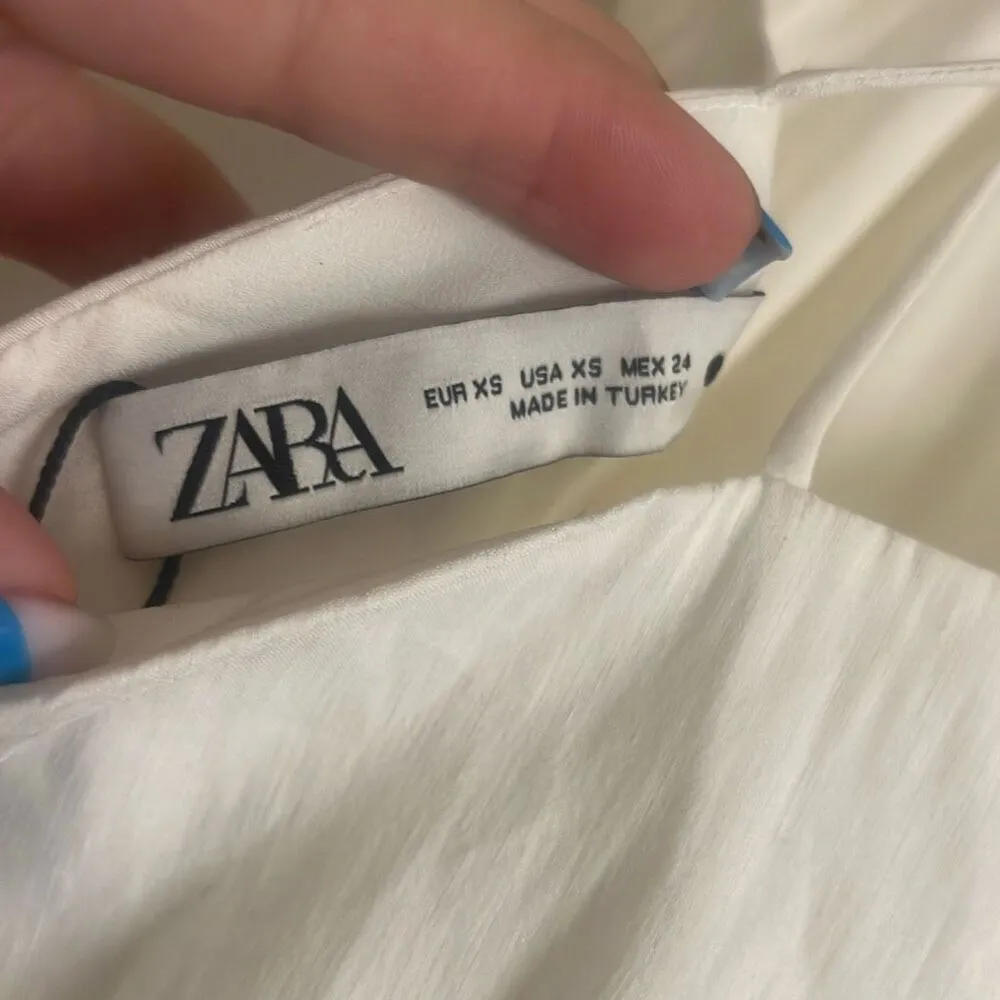 ZARA
EUR XS USA XS MEX 24
MADE IN TURKEY